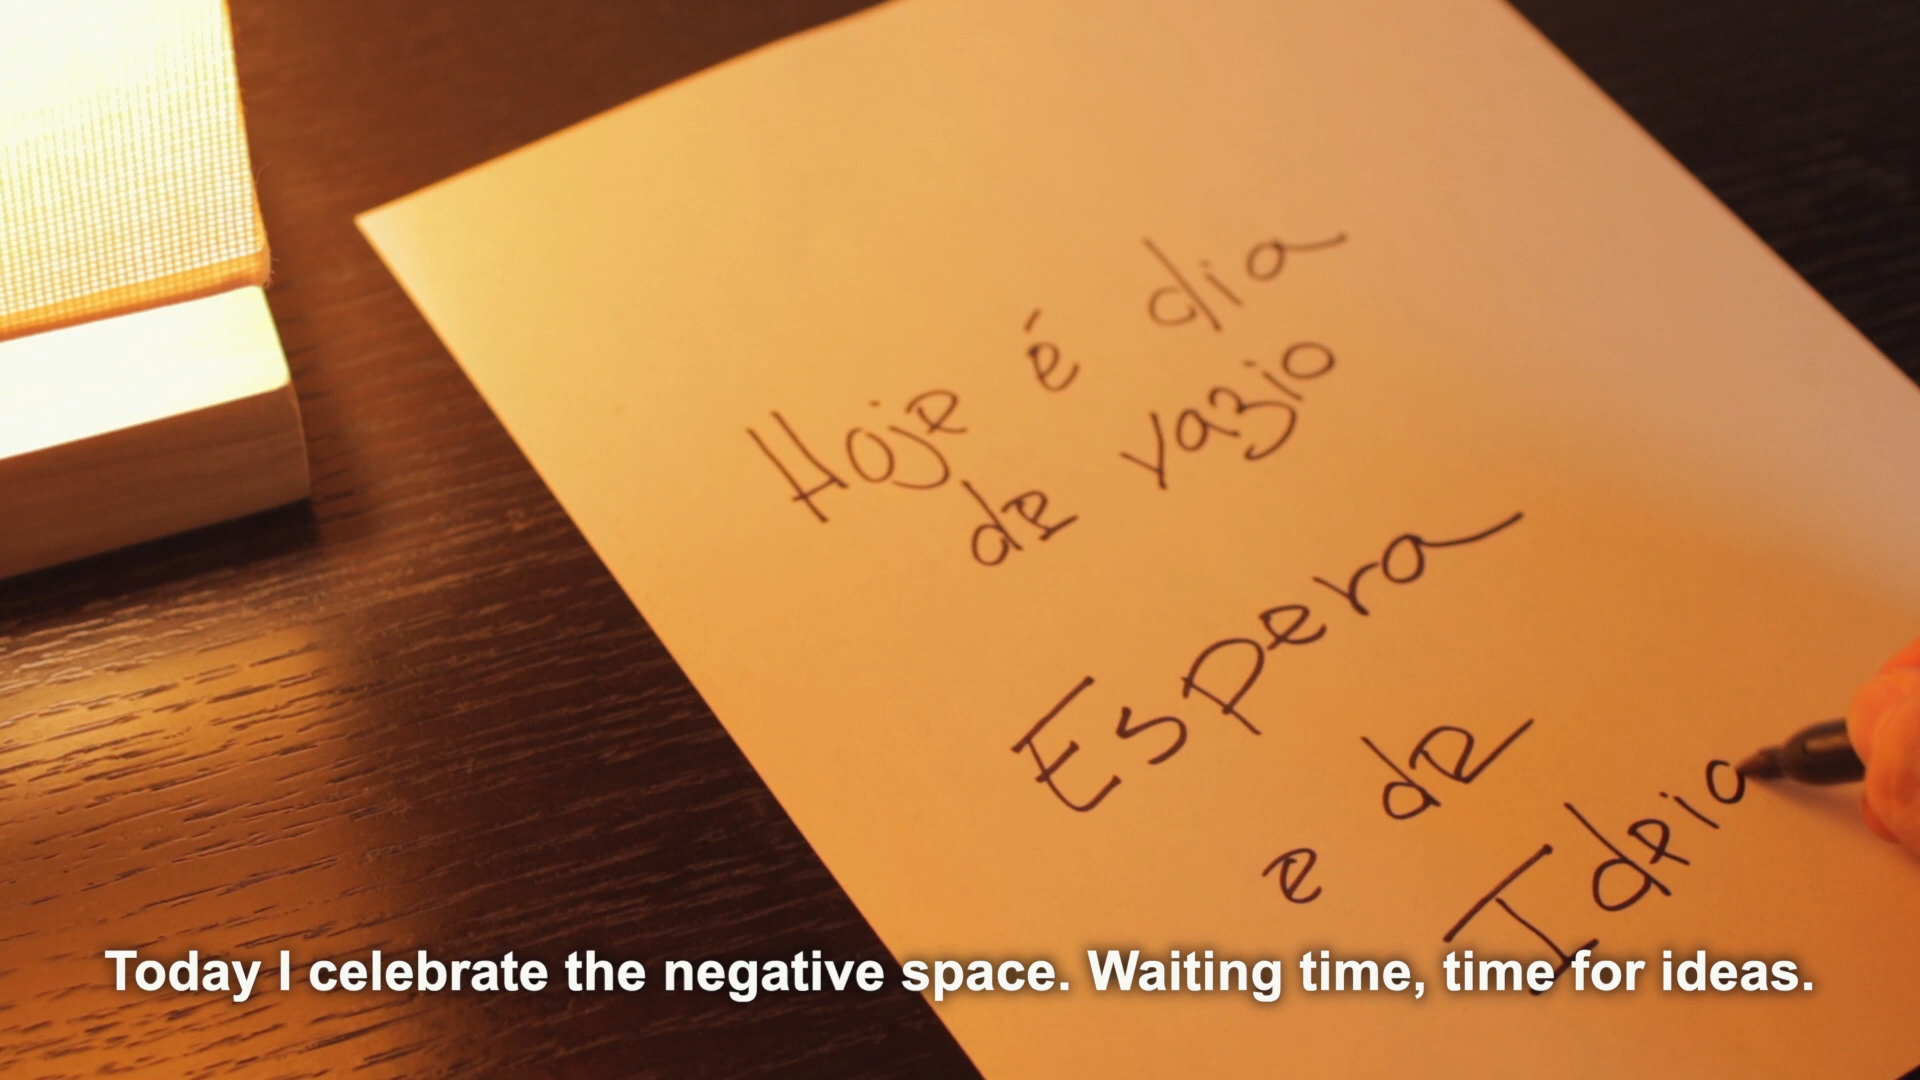 Hoje é dia
de vazio
Espera
e de
Ideia
Today I celebrate the negative space. Waiting time, time for ideas.